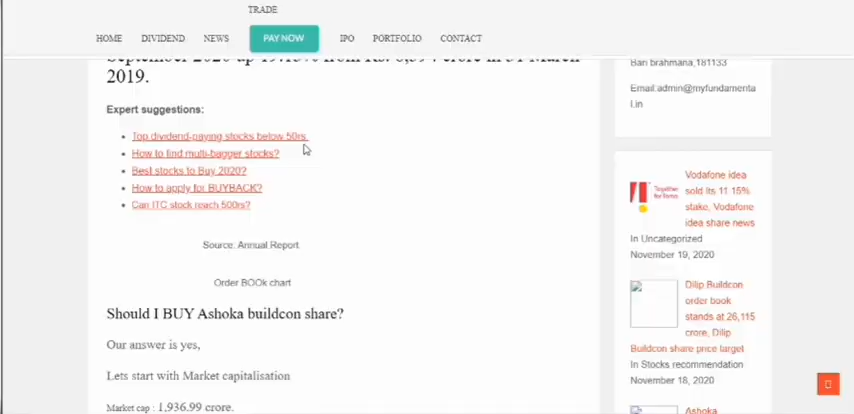 TRADE
HOME DIVIDEND NEWS PAY NOW IPO PORTFOLIO CONTACT
2019.
Expert suggestions:
Top dividend-paying stocks below 50rs.
How to find multi-bagger stocks?
Best stocks to Buy 2020?
How to apply for BUYBACK?
Can ITC stock reach 500rs?
Source: Annual Report
Order BOOk chart
Should I BUY Ashoka buildcon share?
Our answer is yes,
Lets start with Market capitalisation
Market cap : 1,936.99 crore.
Bari brahmana,181133
Email:admin@myfundamenta
l.in
Vodafone idea
sold Its 11 15%
stake, Vodafone
idea share news
In Uncategorized
November 19, 2020
Dilip Buildcon
order book
stands at 26,115
crore, Dilip
Buildcon share price target
In Stocks recommendation
November 18, 2020
Ashoka